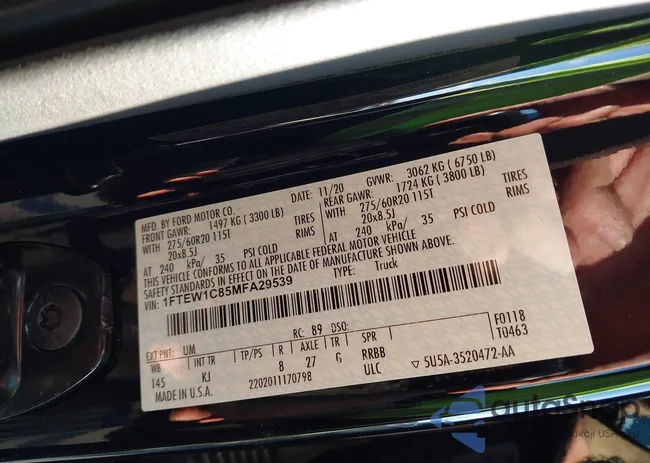 MFD. BY FORD MOTOR CO. DATE: 11/20 GVWR: 3062 KG ( 6750 LB)
FRONT GAWR: 1497 KG ( 3300 LB) REAR GAWR: 1724 KG ( 3800 LB)
WITH 275/60R20 115T TIRES WITH 275/60R20 115T TIRES
20x8.5J RIMS 20x8.5J RIMS
AT 240 kPa/ 35 PSI COLD AT 240 kPa/ 35 PSI COLD
THIS VEHICLE CONFORMS TO ALL APPLICABLE FEDERAL MOTOR VEHICLE
SAFETY STANDARDS IN EFFECT ON THE DATE OF MANUFACTURE SHOWN ABOVE.
VIN: 1FTEW1C85MFA29539 TYPE: Truck
EXT PNT: UM RC: 89 DSO: F0118
WB INT TR TP/PS R AXLE TR SPR T0463
145 KJ 8 27 G RRBB
MADE IN U.S.A. 2202011170798 ULC ▽ 5U5A-3520472-AA
autoSnap
ukcji USA